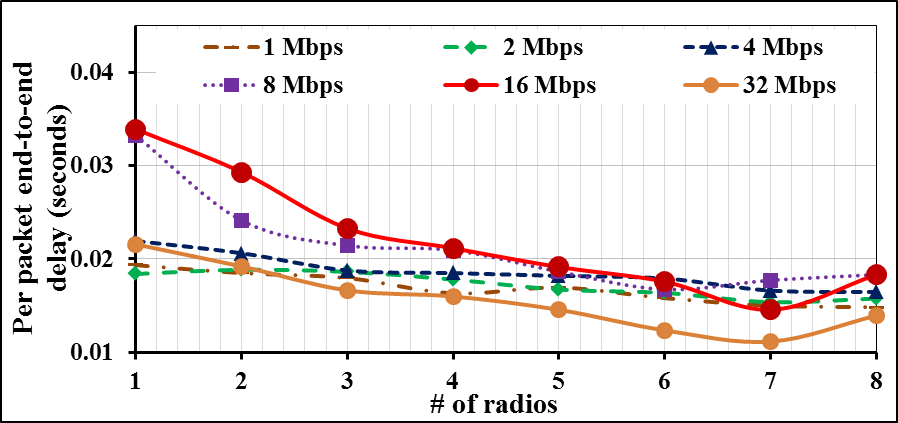 1 Mbps 2 Mbps 4 Mbps
8 Mbps 16 Mbps 32 Mbps
Per packet end-to-end
delay (seconds)
0.04
0.03
0.02
0.01
1 2 3 4 5 6 7 8
# of radios